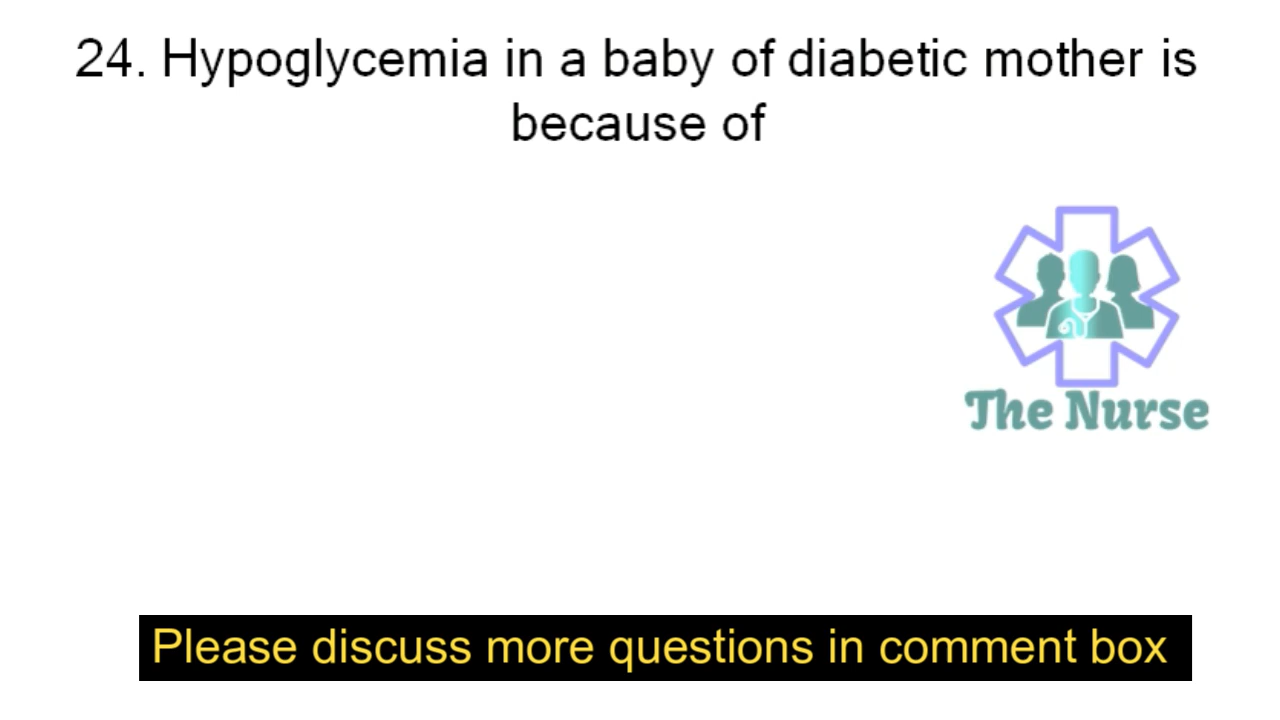 24. Hypoglycemia in a baby of diabetic mother is
because of
The Nurse
Please discuss more questions in comment box